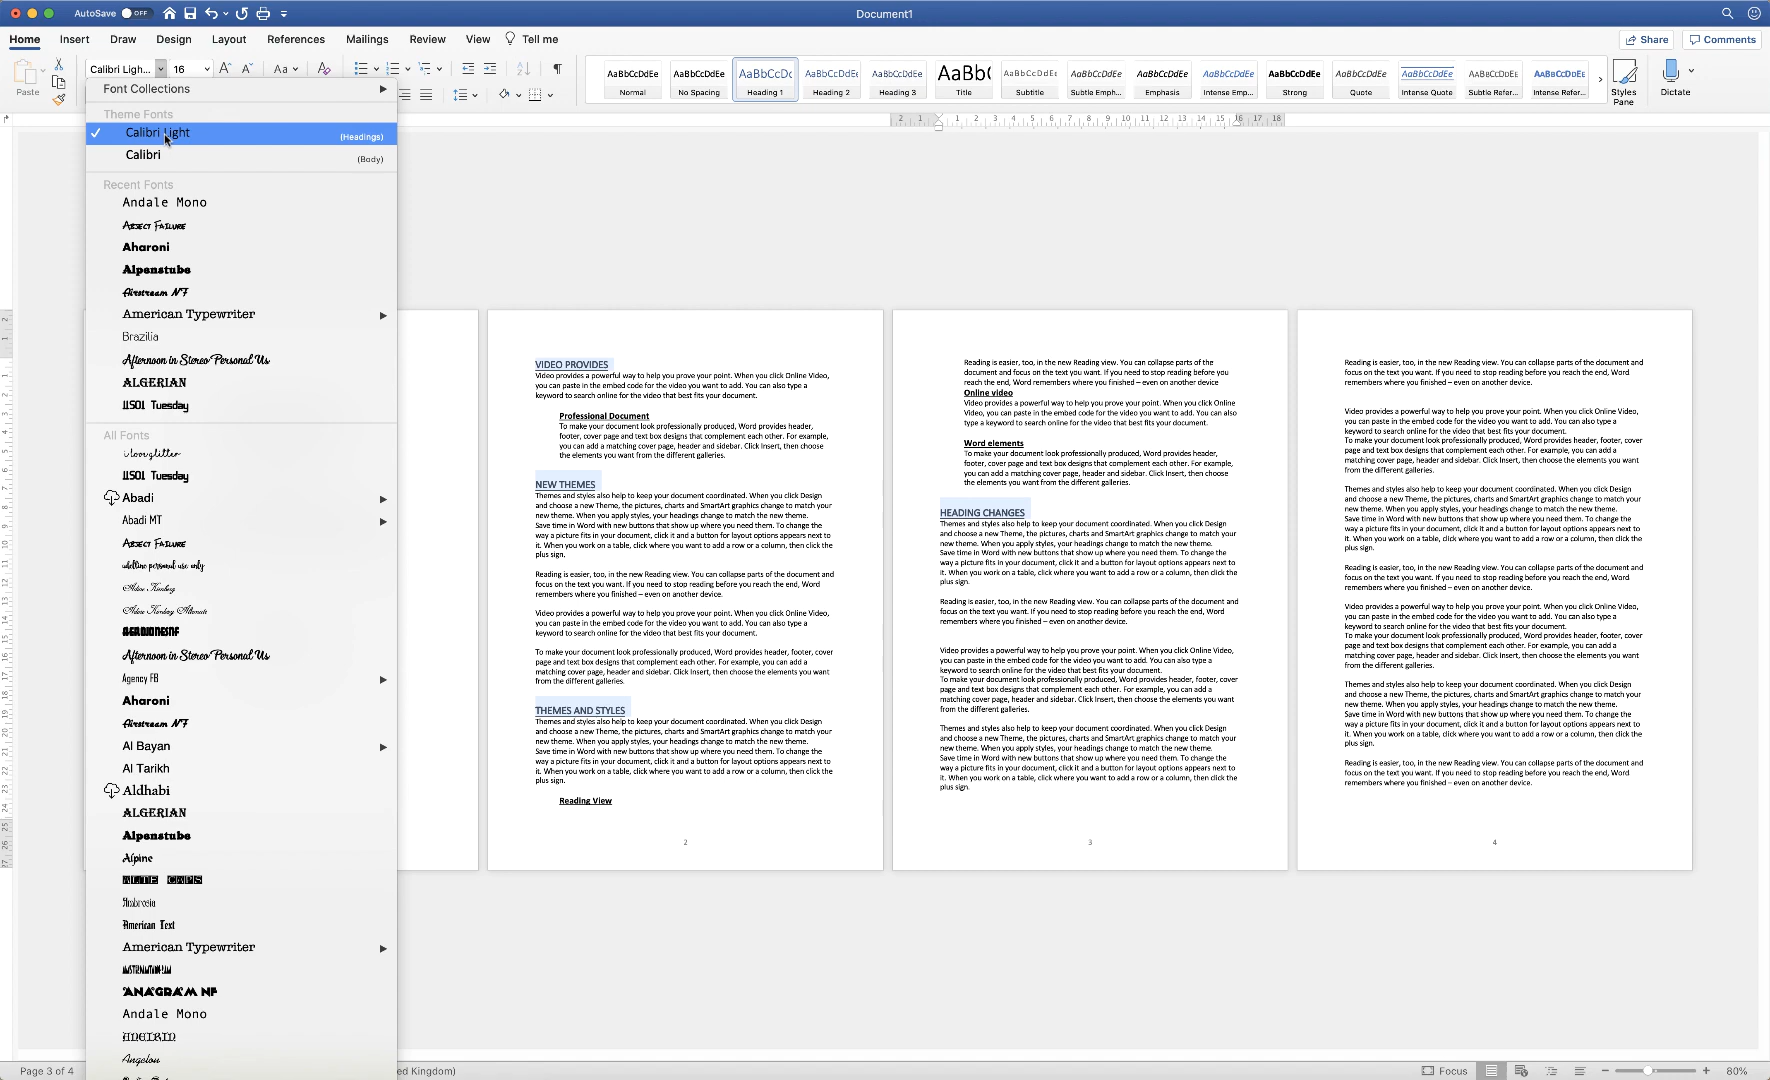 AutoSave OFF
Document1
Home Insert Draw Design Layout References Mailings Review View Tell me
Share Comments
Paste
Calibri Ligh... 16 Aa
AaBbCcDdEe Normal
AaBbCcDdEe No Spacing
AaBbCcDc Heading 1
AaBbCcDdEe Heading 2
AaBbCcDdEe Heading 3
AaBb( Title
AaBbCcDdEe Subtitle
AaBbCcDdEe Subtle Emph...
AaBbCcDdEe Emphasis
AaBbCcDdEe Intense Emp...
AaBbCcDdEe Strong
AaBbCcDdEe Quote
AaBbCcDdEe Intense Quote
AaBbCcDdEe Subtle Refer...
AaBbCcDdEe Intense Refer...
Styles Pane
Dictate
2 1 1 2 3 4 5 6 7 8 9 10 11 12 13 14 15 16 17 18
Font Collections
Theme Fonts
Calibri Light (Headings)
Calibri (Body)
Recent Fonts
Andale Mono
Abject Failure
Aharoni
Alpenstube
Airstream NF
American Typewriter
Brazilia
Afternoon in Stereo Personal Us
ALGERIAN
11S01 Tuesday
All Fonts
i love glitter
11S01 Tuesday
Abadi
Abadi MT
Abject Failure
adelline personal use only
Adine Kirnberg
Adine Kirnberg Alternate
Afternoon in Stereo Personal Us
Agency FB
Aharoni
Airstream NF
Al Bayan
Al Tarikh
Aldhabi
ALGERIAN
Alpenstube
Alpine
Ambrosia
American Text
American Typewriter
ANAGRAM NF
Andale Mono
Angelou
VIDEO PROVIDES
Video provides a powerful way to help you prove your point. When you click Online Video,
you can paste in the embed code for the video you want to add. You can also type a
keyword to search online for the video that best fits your document.
Professional Document
To make your document look professionally produced, Word provides header,
footer, cover page and text box designs that complement each other. For example,
you can add a matching cover page, header and sidebar. Click Insert, then choose
the elements you want from the different galleries.
NEW THEMES
Themes and styles also help to keep your document coordinated. When you click Design
and choose a new Theme, the pictures, charts and SmartArt graphics change to match your
new theme. When you apply styles, your headings change to match the new theme.
Save time in Word with new buttons that show up where you need them. To change the
way a picture fits in your document, click it and a button for layout options appears next to
it. When you work on a table, click where you want to add a row or a column, then click the
plus sign.
Reading is easier, too, in the new Reading view. You can collapse parts of the document and
focus on the text you want. If you need to stop reading before you reach the end, Word
remembers where you finished – even on another device.
Video provides a powerful way to help you prove your point. When you click Online Video,
you can paste in the embed code for the video you want to add. You can also type a
keyword to search online for the video that best fits your document.
To make your document look professionally produced, Word provides header, footer, cover
page and text box designs that complement each other. For example, you can add a
matching cover page, header and sidebar. Click Insert, then choose the elements you want
from the different galleries.
THEMES AND STYLES
Themes and styles also help to keep your document coordinated. When you click Design
and choose a new Theme, the pictures, charts and SmartArt graphics change to match your
new theme. When you apply styles, your headings change to match the new theme.
Save time in Word with new buttons that show up where you need them. To change the
way a picture fits in your document, click it and a button for layout options appears next to
it. When you work on a table, click where you want to add a row or a column, then click the
plus sign.
Reading View
2
Reading is easier, too, in the new Reading view. You can collapse parts of the
document and focus on the text you want. If you need to stop reading before you
reach the end, Word remembers where you finished – even on another device
Online video
Video provides a powerful way to help you prove your point. When you click Online
Video, you can paste in the embed code for the video you want to add. You can also
type a keyword to search online for the video that best fits your document.
Word elements
To make your document look professionally produced, Word provides header,
footer, cover page and text box designs that complement each other. For example,
you can add a matching cover page, header and sidebar. Click Insert, then choose
the elements you want from the different galleries.
HEADING CHANGES
Themes and styles also help to keep your document coordinated. When you click Design
and choose a new Theme, the pictures, charts and SmartArt graphics change to match your
new theme. When you apply styles, your headings change to match the new theme.
Save time in Word with new buttons that show up where you need them. To change the
way a picture fits in your document, click it and a button for layout options appears next to
it. When you work on a table, click where you want to add a row or a column, then click the
plus sign.
Reading is easier, too, in the new Reading view. You can collapse parts of the document and
focus on the text you want. If you need to stop reading before you reach the end, Word
remembers where you finished – even on another device.
Video provides a powerful way to help you prove your point. When you click Online Video,
you can paste in the embed code for the video you want to add. You can also type a
keyword to search online for the video that best fits your document.
To make your document look professionally produced, Word provides header, footer, cover
page and text box designs that complement each other. For example, you can add a
matching cover page, header and sidebar. Click Insert, then choose the elements you want
from the different galleries.
Themes and styles also help to keep your document coordinated. When you click Design
and choose a new Theme, the pictures, charts and SmartArt graphics change to match your
new theme. When you apply styles, your headings change to match the new theme.
Save time in Word with new buttons that show up where you need them. To change the
way a picture fits in your document, click it and a button for layout options appears next to
it. When you work on a table, click where you want to add a row or a column, then click the
plus sign.
3
Reading is easier, too, in the new Reading view. You can collapse parts of the document and
focus on the text you want. If you need to stop reading before you reach the end, Word
remembers where you finished – even on another device.
Video provides a powerful way to help you prove your point. When you click Online Video,
you can paste in the embed code for the video you want to add. You can also type a
keyword to search online for the video that best fits your document.
To make your document look professionally produced, Word provides header, footer, cover
page and text box designs that complement each other. For example, you can add a
matching cover page, header and sidebar. Click Insert, then choose the elements you want
from the different galleries.
Themes and styles also help to keep your document coordinated. When you click Design
and choose a new Theme, the pictures, charts and SmartArt graphics change to match your
new theme. When you apply styles, your headings change to match the new theme.
Save time in Word with new buttons that show up where you need them. To change the
way a picture fits in your document, click it and a button for layout options appears next to
it. When you work on a table, click where you want to add a row or a column, then click the
plus sign.
Reading is easier, too, in the new Reading view. You can collapse parts of the document and
focus on the text you want. If you need to stop reading before you reach the end, Word
remembers where you finished – even on another device.
Video provides a powerful way to help you prove your point. When you click Online Video,
you can paste in the embed code for the video you want to add. You can also type a
keyword to search online for the video that best fits your document.
To make your document look professionally produced, Word provides header, footer, cover
page and text box designs that complement each other. For example, you can add a
matching cover page, header and sidebar. Click Insert, then choose the elements you want
from the different galleries.
Themes and styles also help to keep your document coordinated. When you click Design
and choose a new Theme, the pictures, charts and SmartArt graphics change to match your
new theme. When you apply styles, your headings change to match the new theme.
Save time in Word with new buttons that show up where you need them. To change the
way a picture fits in your document, click it and a button for layout options appears next to
it. When you work on a table, click where you want to add a row or a column, then click the
plus sign.
Reading is easier, too, in the new Reading view. You can collapse parts of the document and
focus on the text you want. If you need to stop reading before you reach the end, Word
remembers where you finished – even on another device.
4
Page 3 of 4 ed Kingdom) Focus 80%